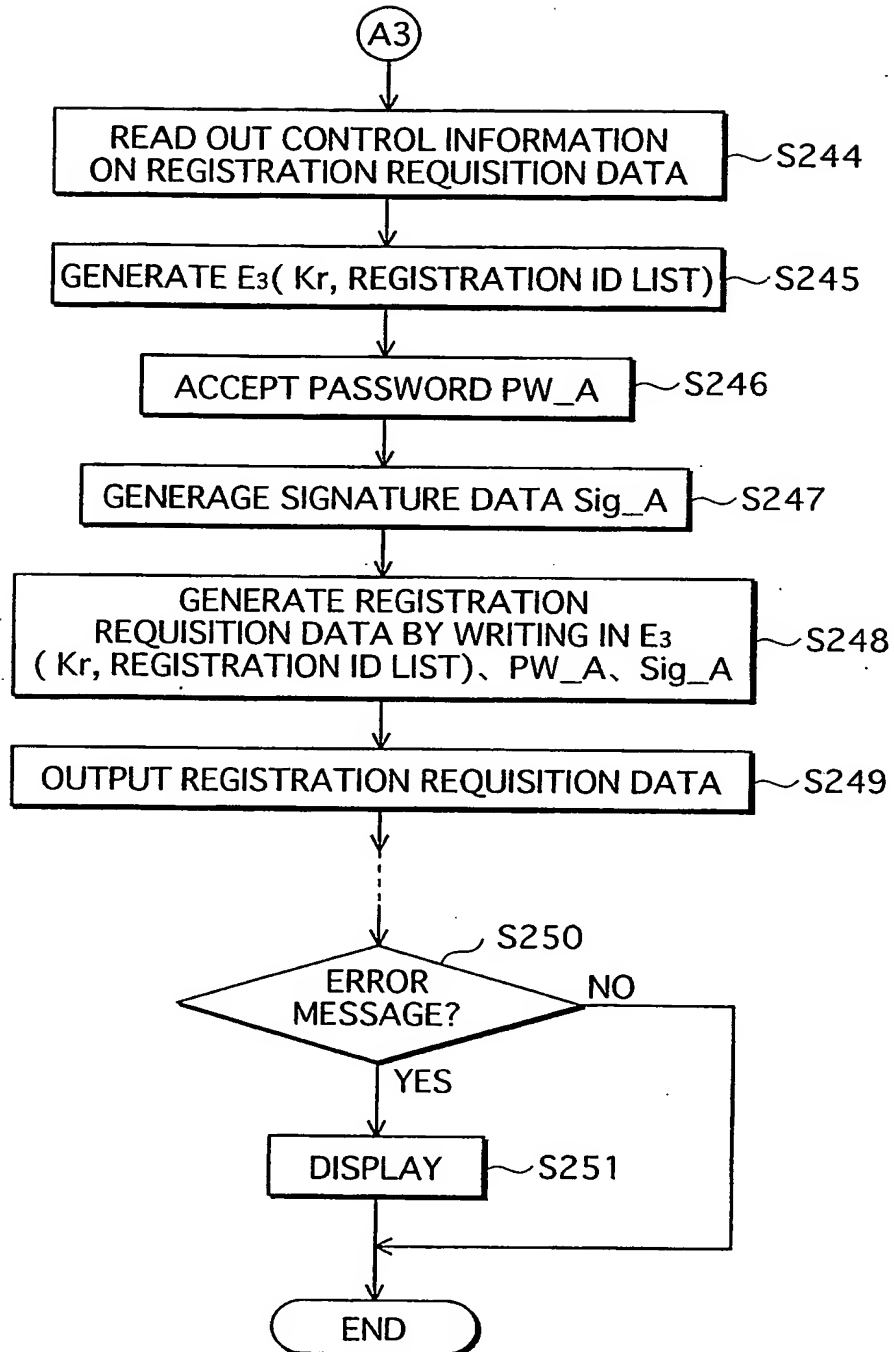 A3
READ OUT CONTROL INFORMATION
ON REGISTRATION REQUISITION DATA
S244
GENERATE E3( Kr, REGISTRATION ID LIST)
S245
ACCEPT PASSWORD PW_A
S246
GENERAGE SIGNATURE DATA Sig_A
S247
GENERATE REGISTRATION
REQUISITION DATA BY WRITING IN E3
( Kr, REGISTRATION ID LIST)、PW_A、Sig_A
S248
OUTPUT REGISTRATION REQUISITION DATA
S249
S250
ERROR
MESSAGE?
NO
YES
DISPLAY
S251
END